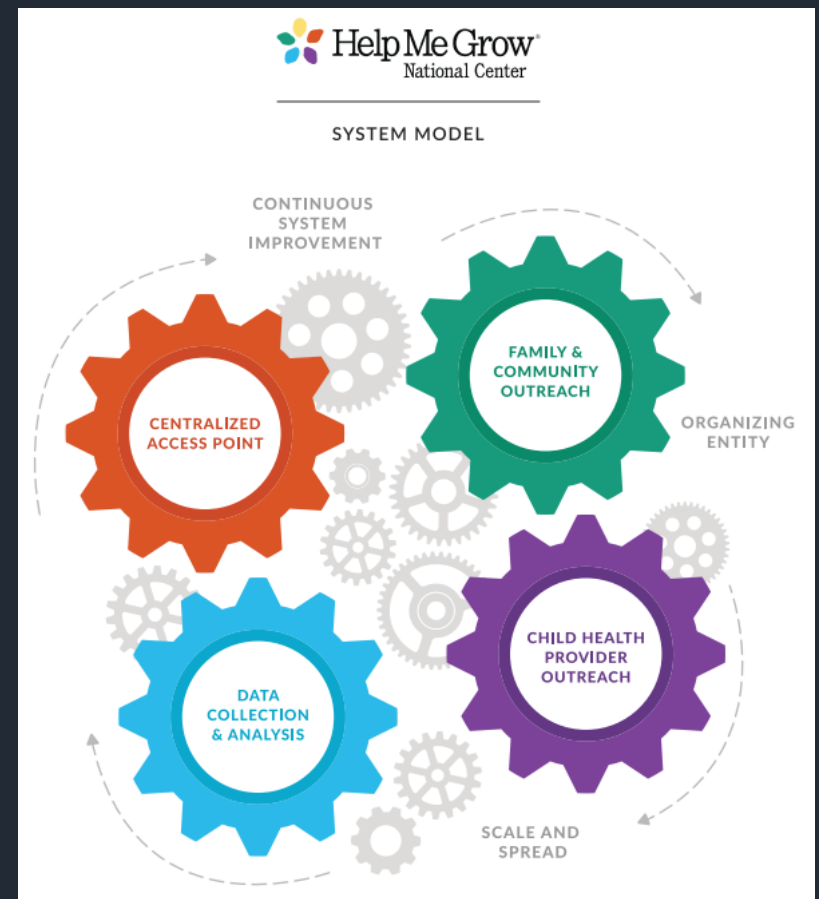 Help Me Grow®
National Center
SYSTEM MODEL
CONTINUOUS
SYSTEM
IMPROVEMENT
FAMILY &
COMMUNITY
OUTREACH
CENTRALIZED
ACCESS POINT
ORGANIZING
ENTITY
CHILD HEALTH
PROVIDER
OUTREACH
DATA
COLLECTION
& ANALYSIS
SCALE AND
SPREAD